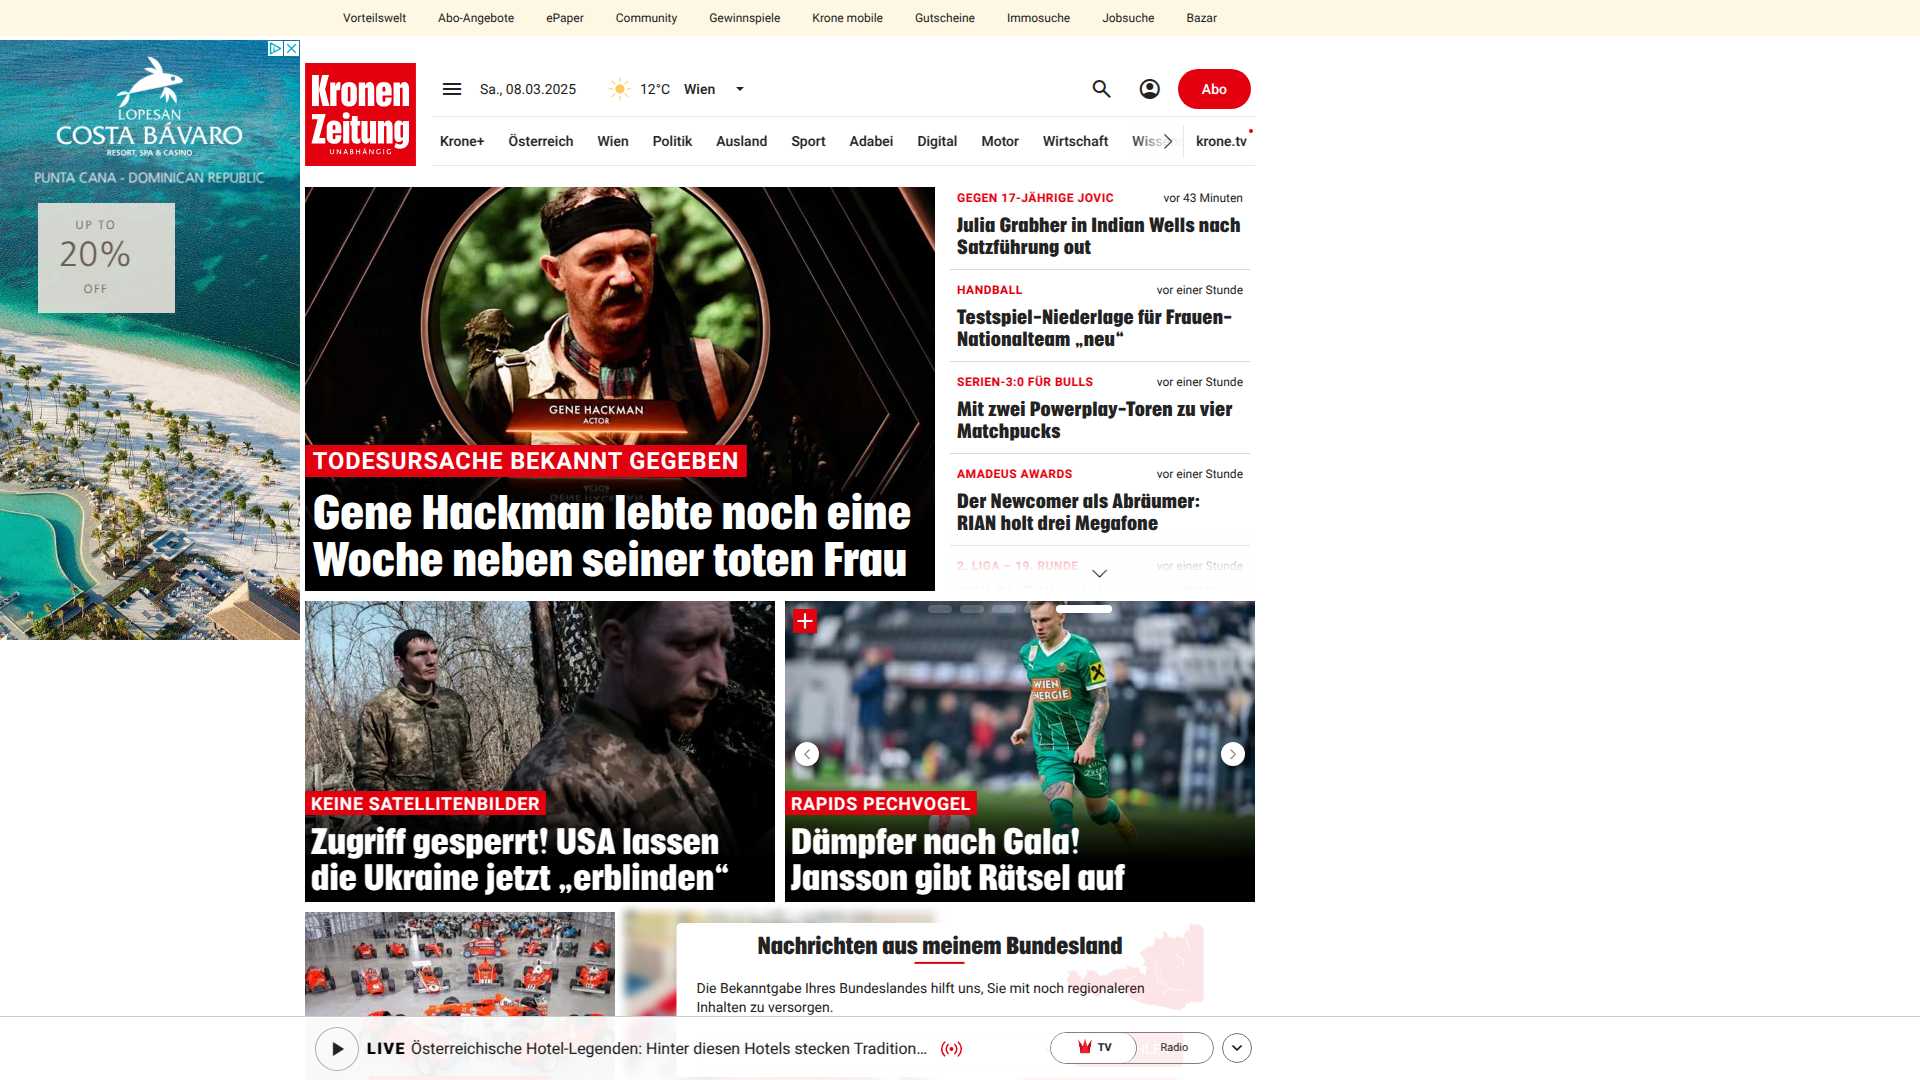 Vorteilswelt Abo-Angebote ePaper Community Gewinnspiele Krone mobile Gutscheine Immosuche Jobsuche Bazar
LOPESAN
COSTA BÁVARO
RESORT, SPA & CASINO
PUNTA CANA - DOMINICAN REPUBLIC
UP TO
20%
OFF
Kronen
Zeitung
UNABHÄNGIG
Sa., 08.03.2025 12°C Wien
Abo
Krone+ Österreich Wien Politik Ausland Sport Adabei Digital Motor Wirtschaft krone.tv
GENE HACKMAN
ACTOR
TODESURSACHE BEKANNT GEGEBEN
Gene Hackman lebte noch eine
Woche neben seiner toten Frau
GEGEN 17-JÄHRIGE JOVIC vor 43 Minuten
Julia Grabher in Indian Wells nach
Satzführung out
HANDBALL vor einer Stunde
Testspiel-Niederlage für Frauen-
Nationalteam „neu“
SERIEN-3:0 FÜR BULLS vor einer Stunde
Mit zwei Powerplay-Toren zu vier
Matchpucks
AMADEUS AWARDS vor einer Stunde
Der Newcomer als Abräumer:
RIAN holt drei Megafone
2. LIGA – 19. RUNDE vor einer Stunde
KEINE SATELLITENBILDER
Zugriff gesperrt! USA lassen
die Ukraine jetzt „erblinden“
WIEN
ENERGIE
RAPIDS PECHVOGEL
Dämpfer nach Gala!
Jansson gibt Rätsel auf
Nachrichten aus meinem Bundesland
Die Bekanntgabe Ihres Bundeslandes hilft uns, Sie mit noch regionaleren
Inhalten zu versorgen.
LIVE Österreichische Hotel-Legenden: Hinter diesen Hotels stecken Tradition...
TV Radio